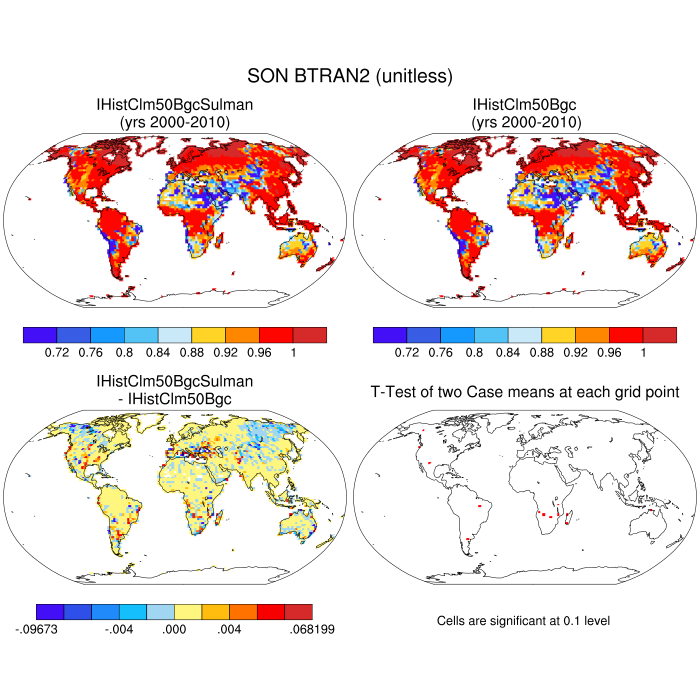 SON BTRAN2 (unitless)
IHistClm50BgcSulman
(yrs 2000-2010)
IHistClm50Bgc
(yrs 2000-2010)
0.72 0.76 0.8 0.84 0.88 0.92 0.96 1
0.72 0.76 0.8 0.84 0.88 0.92 0.96 1
IHistClm50BgcSulman
- IHistClm50Bgc
T-Test of two Case means at each grid point
-.09673 -.004 .000 .004 .068199
Cells are significant at 0.1 level